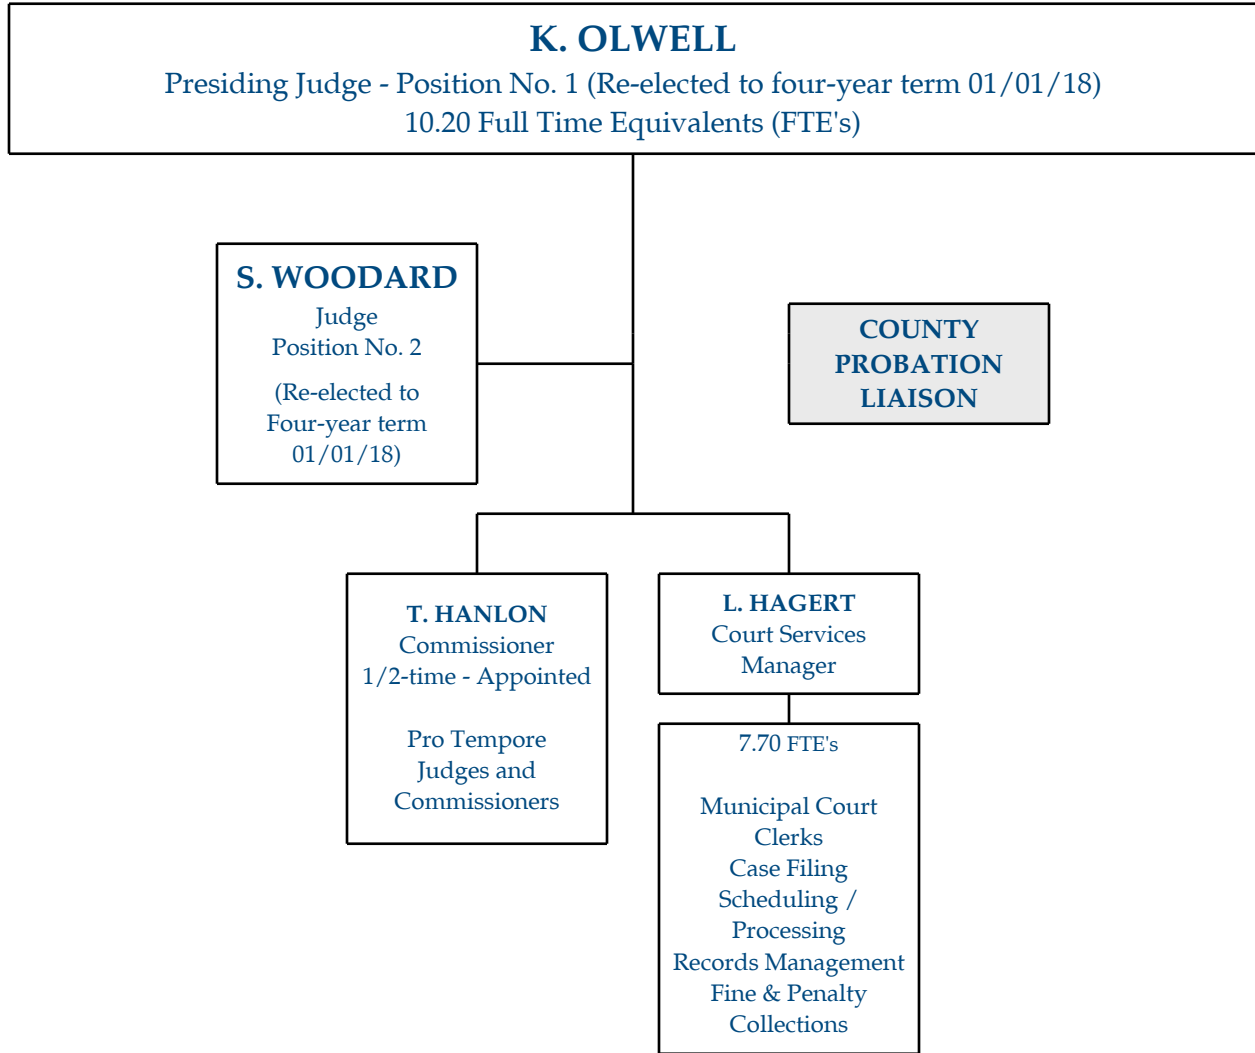 K. OLWELL
Presiding Judge - Position No. 1 (Re-elected to four-year term 01/01/18)
10.20 Full Time Equivalents (FTE's)
S. WOODARD
Judge
Position No. 2
(Re-elected to
Four-year term
01/01/18)
COUNTY
PROBATION
LIAISON
T. HANLON
Commissioner
1/2-time - Appointed
Pro Tempore
Judges and
Commissioners
L. HAGERT
Court Services
Manager
7.70 FTE's
Municipal Court
Clerks
Case Filing
Scheduling /
Processing
Records Management
Fine & Penalty
Collections